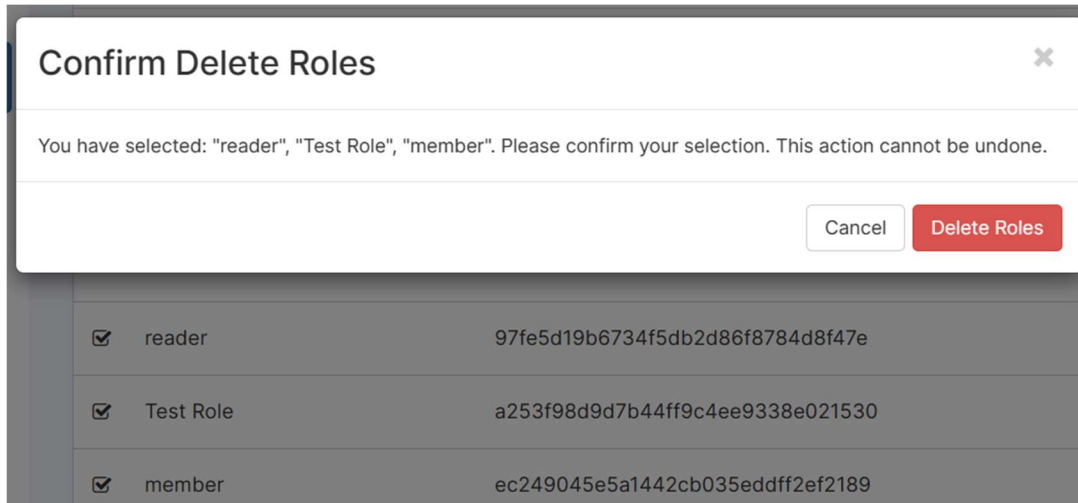 Confirm Delete Roles
You have selected: "reader", "Test Role", "member". Please confirm your selection. This action cannot be undone.
Cancel Delete Roles
reader 97fe5d19b6734f5db2d86f8784d8f47e
Test Role a253f98d9d7b44ff9c4ee9338e021530
member ec249045e5a1442cb035eddff2ef2189